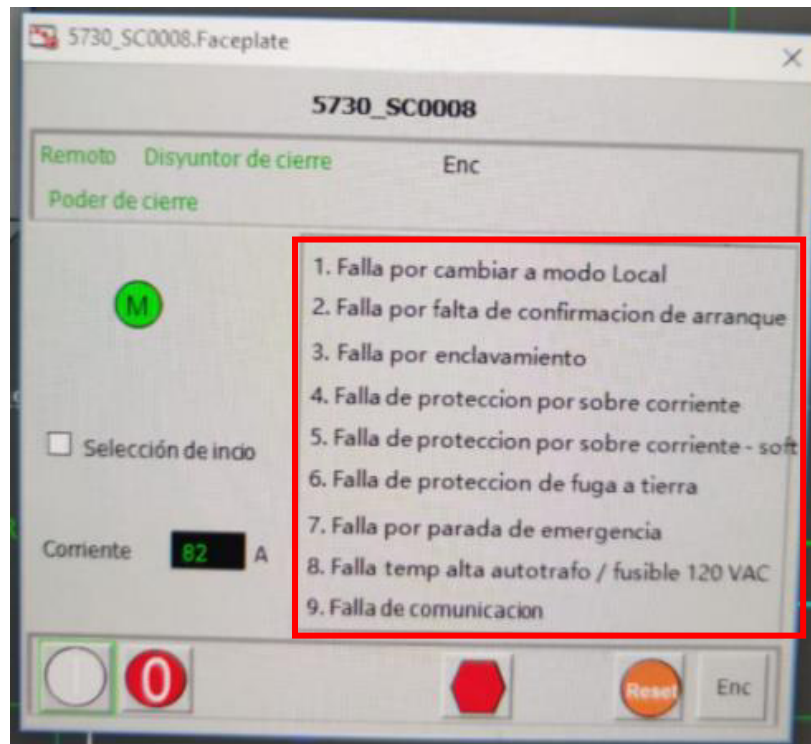 5730_SC0008.Faceplate
5730_SC0008
Remoto Disyuntor de cierre Enc
Poder de cierre
M
1. Falla por cambiar a modo Local
2. Falla por falta de confirmacion de arranque
3. Falla por enclavamiento
4. Falla de proteccion por sobre corriente
5. Falla de proteccion por sobre corriente - soft
6. Falla de proteccion de fuga a tierra
7. Falla por parada de emergencia
8. Falla temp alta autotrafo / fusible 120 VAC
9. Falla de comunicacion
Selección de incio
Corriente 82 A
0 Reset Enc